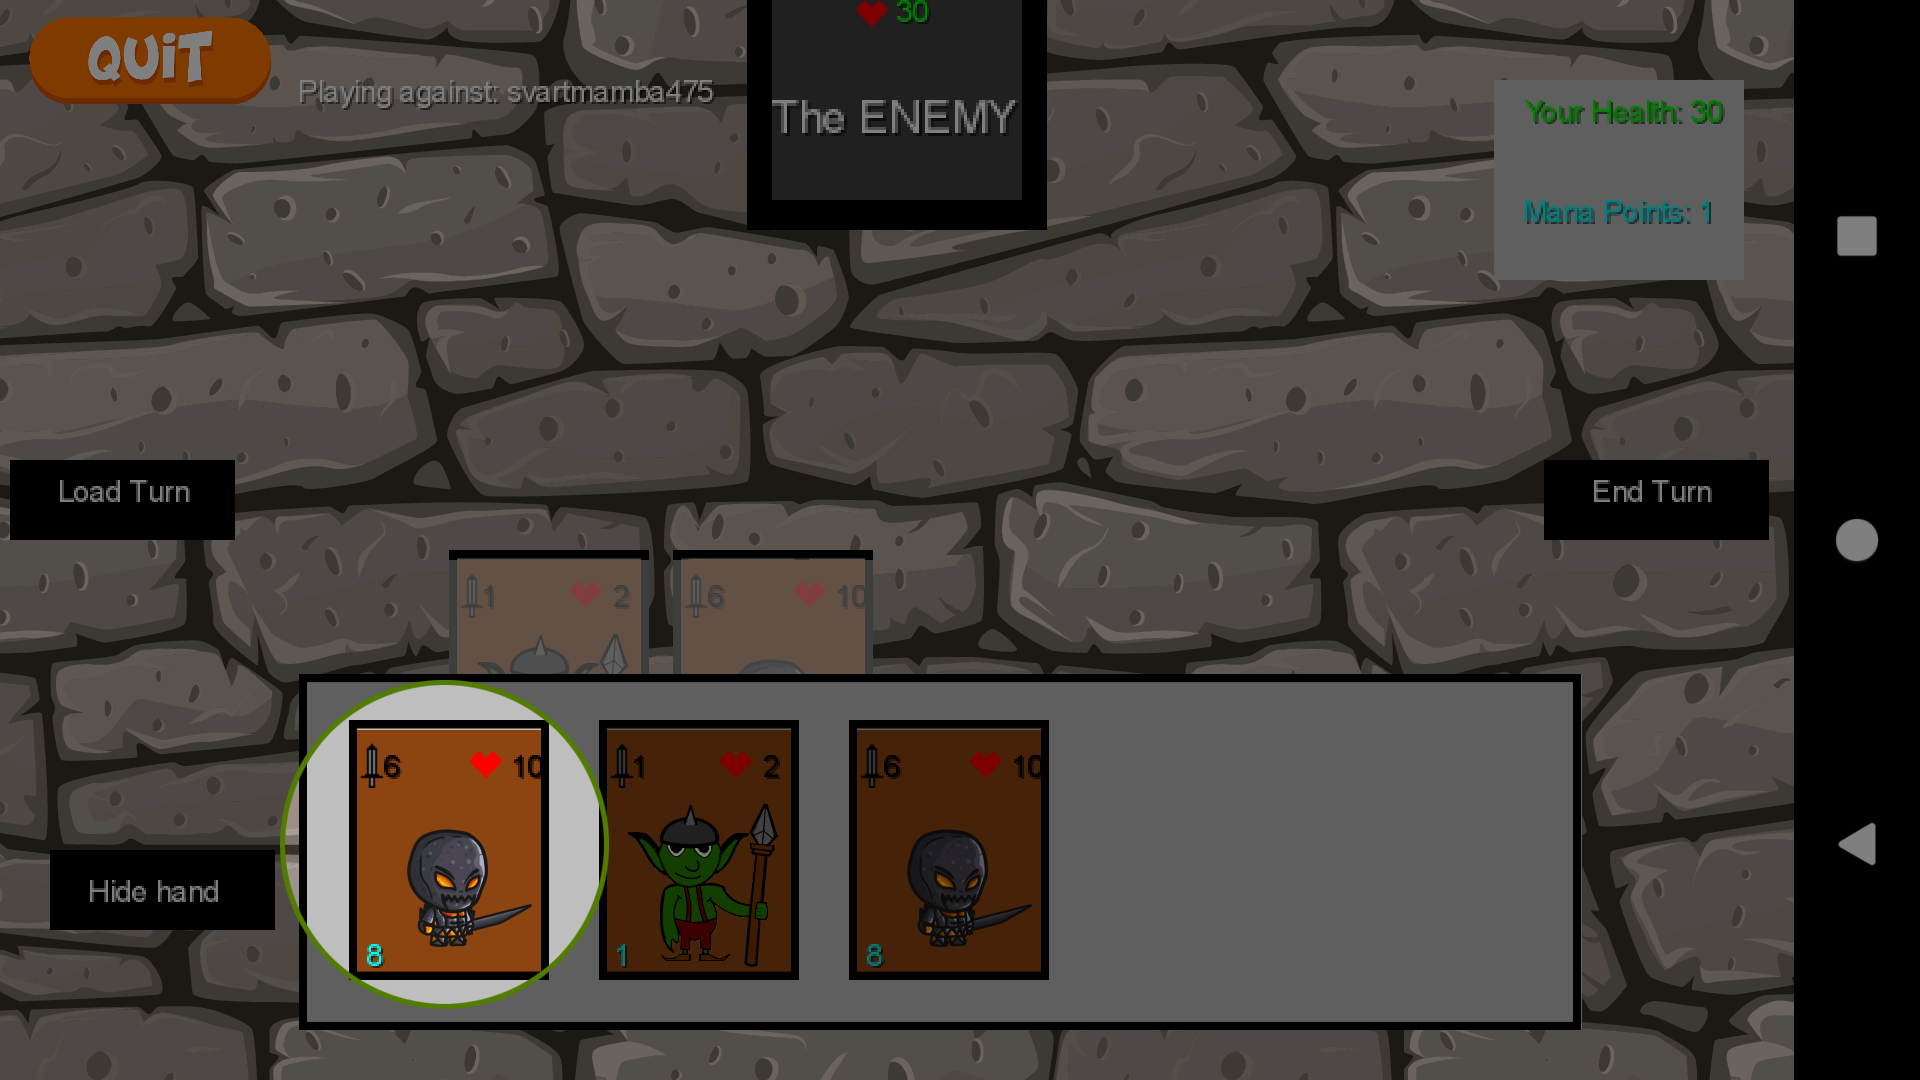 QUiT
30
Playing against: svartmamba475
The ENEMY
Your Health: 30
Mana Points: 1
Load Turn
End Turn
1 2
6 10
6 10
1 2
6 10
Hide hand
8
1
8